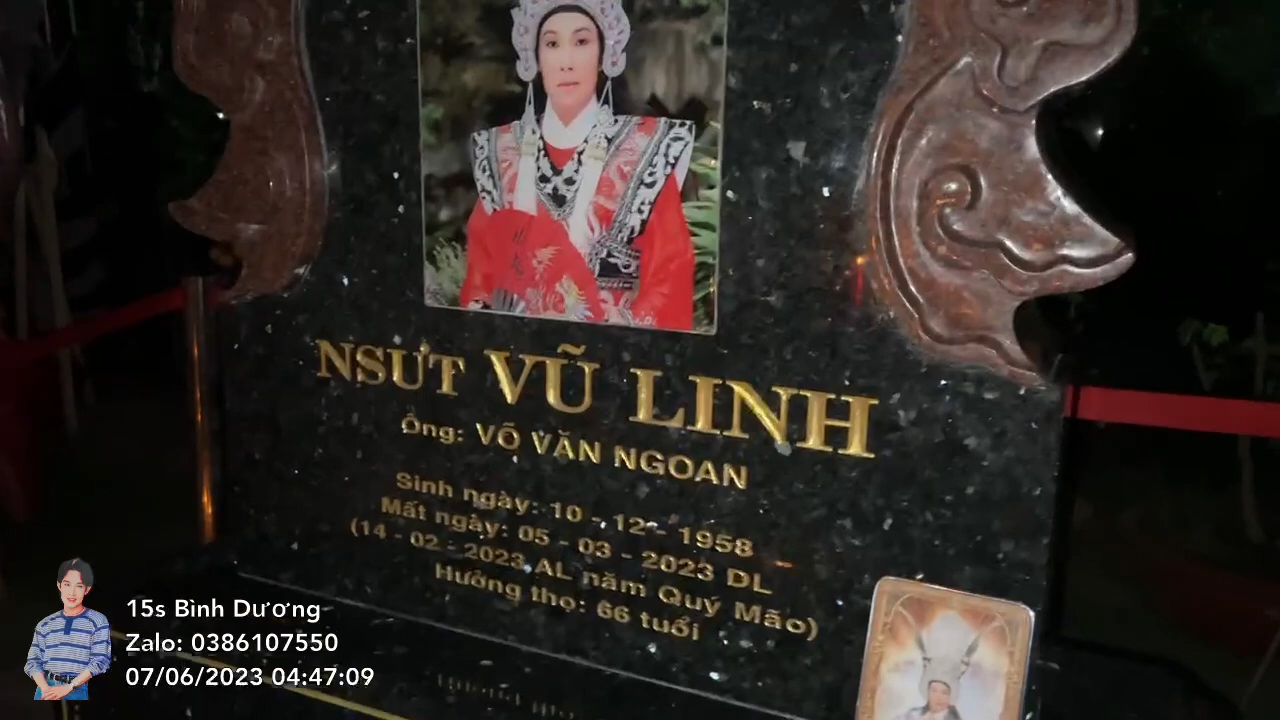 NSƯT VŨ LINH
Ông: VÕ VĂN NGOAN
Sinh ngày: 10 - 12 - 1958
Mất ngày: 05 - 03 - 2023 DL
(14 - 02 - 2023 AL năm Quý Mão)
Hưởng thọ: 66 tuổi
15s Bình Dương
Zalo: 0386107550
07/06/2023 04:47:09